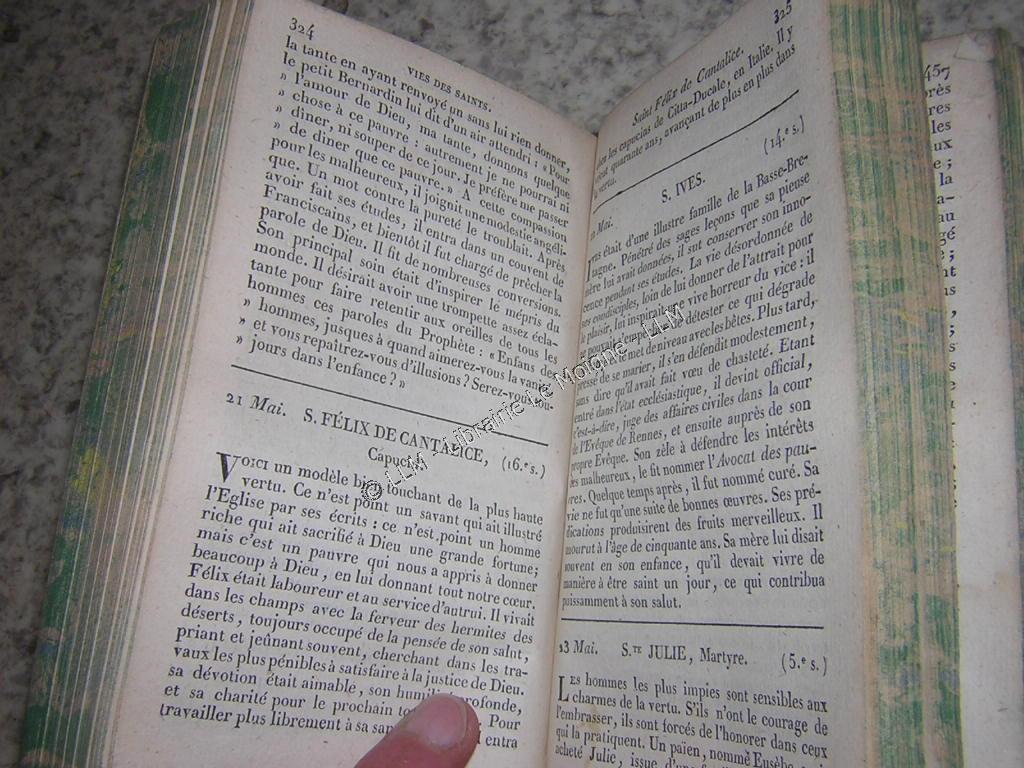 324
VIES DES SAINTS.
la tante en ayant renvoyé un sans lui rien donner,
le petit Bernardin lui dit d'un air attendri : « Pour
» l'amour de Dieu, ma tante, donnons quelque
» chose à ce pauvre : autrement je ne pourrai ni
dîner, ni souper de ce jour. Je préfère me passer
» de dîner que ce pauvre. » A cette compassion
pour les malheureux, il joignit une modestie angéli-
que. Un mot contre la pureté le troublait. Après
avoir fait ses études, il entra dans un couvent de
Franciscains, et bientôt il fut chargé de prêcher la
parole de Dieu. Il fit de nombreuses conversions.
Son principal soin était d'inspirer le mépris du
monde. Il désirait avoir une trompette assez écla-
tante pour faire retentir aux oreilles de tous les
hommes ces paroles du Prophète : « Enfans de
» hommes, jusques à quand aimerez-vous la vanité
» et vous repaîtrez-vous d'illusions ? Serez-vous tou-
» jours dans l'enfance ? »
21 Mai. S. FÉLIX DE CANTALICE, (16.e s.)
Capucin
VOICI un modèle bien touchant de la plus haute
vertu. Ce n'est point un savant qui ait illustré
l'Eglise par ses écrits : ce n'est point un homme
riche qui ait sacrifié à Dieu une grande fortune;
mais c'est un pauvre qui nous a appris à donner
beaucoup à Dieu, en lui donnant tout notre cœur.
Félix était laboureur et au service d'autrui. Il vivait
dans les champs avec la ferveur des hermites des
déserts, toujours occupé de la pensée de son salut,
priant et jeûnant souvent, cherchant dans les tra-
vaux les plus pénibles à satisfaire à la justice de Dieu.
sa dévotion était aimable, son humilité profonde,
et sa charité pour le prochain Pour
travailler plus librement à sa entra
325
Saint Félix de Cantalice.
les capucins de Citta-Ducale, en Italie. Il y
quarante ans, avançant de plus en plus dans
vertu.
Mai. S. IVES. (14.e s.)
IVES était d'une illustre famille de la Basse-Bre-
tagne. Pénétré des sages leçons que sa pieuse
mère lui avait données, il sut conserver son inno-
cence pendant ses études. La vie désordonnée de
ses condisciples, loin de lui donner de l'attrait pour
le plaisir, lui inspirait une vive horreur du vice : il
ne pouvait de détester ce qui dégrade
met de niveau avec les bêtes. Plus tard,
pressé de se marier, il s'en défendit modestement,
sans dire qu'il avait fait vœu de chasteté. Etant
entré dans l'état ecclésiastique, il devint official,
c'est-à-dire, juge des affaires civiles dans la cour
de l'Evêque de Rennes, et ensuite auprès de son
propre Evêque. Son zèle à défendre les intérêts
des malheureux, le fit nommer l'Avocat des pau-
vres. Quelque temps après, il fut nommé curé. Sa
vie ne fut qu'une suite de bonnes œuvres. Ses pré-
dications produisirent des fruits merveilleux. Il
mourut à l'âge de cinquante ans. Sa mère lui disait
souvent en son enfance, qu'il devait vivre de
manière à être saint un jour, ce qui contribua
puissamment à son salut.
23 Mai. S.TE JULIE, Martyre. (5.e s.)
LES hommes les plus impies sont sensibles aux
charmes de la vertu. S'ils n'ont le courage de
l'embrasser, ils sont forcés de l'honorer dans ceux
qui la pratiquent. Un païen, nommé Eusèbe,
acheté Julie, issue d'une
457
© LLM Librairie Le Moigne LLM